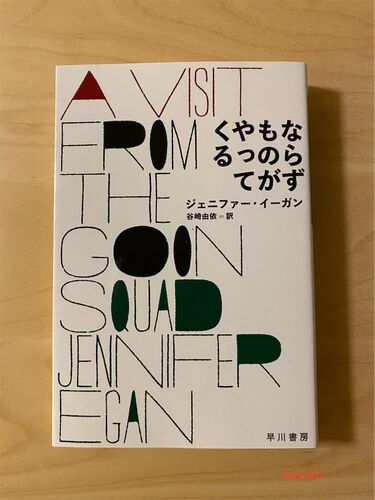 A VISIT
FROM
THE
GOON
SQUAD
JENNIFER
EGAN
ならず
ものが
やって
くる
ジェニファー・イーガン
谷崎由依=訳
早川書房